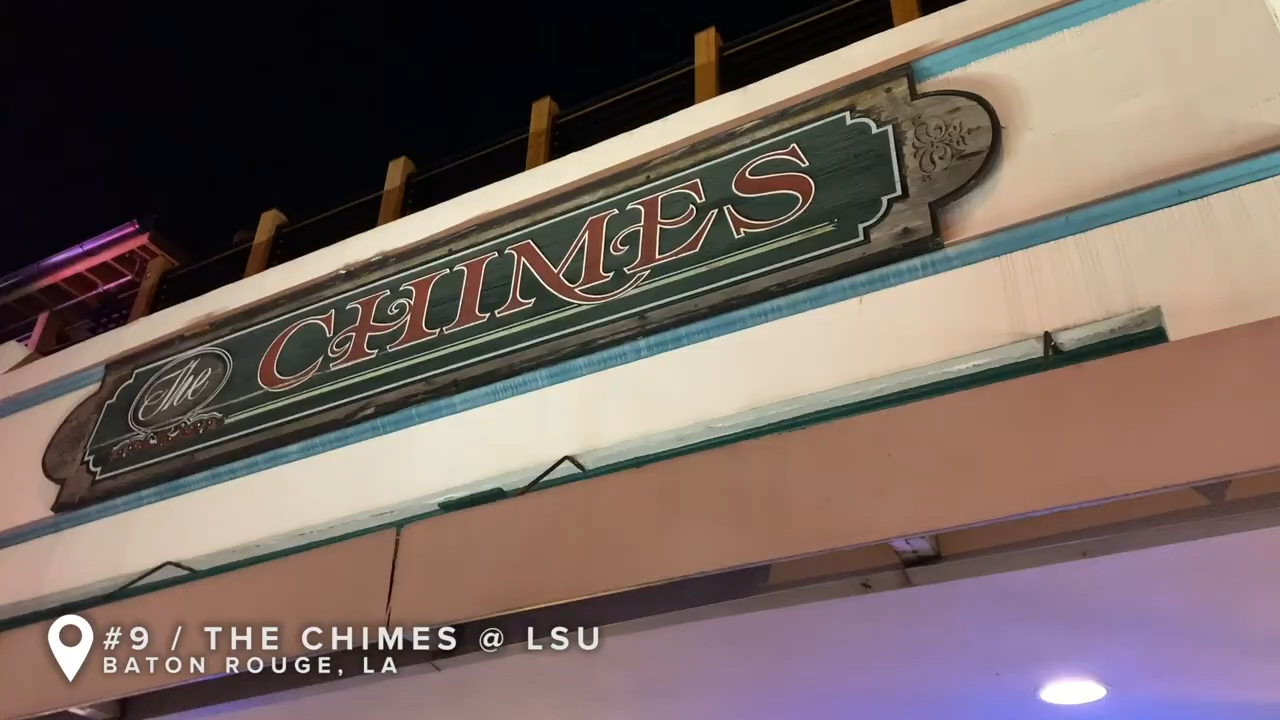 The CHIMES
#9 / THE CHIMES @ LSU
BATON ROUGE, LA